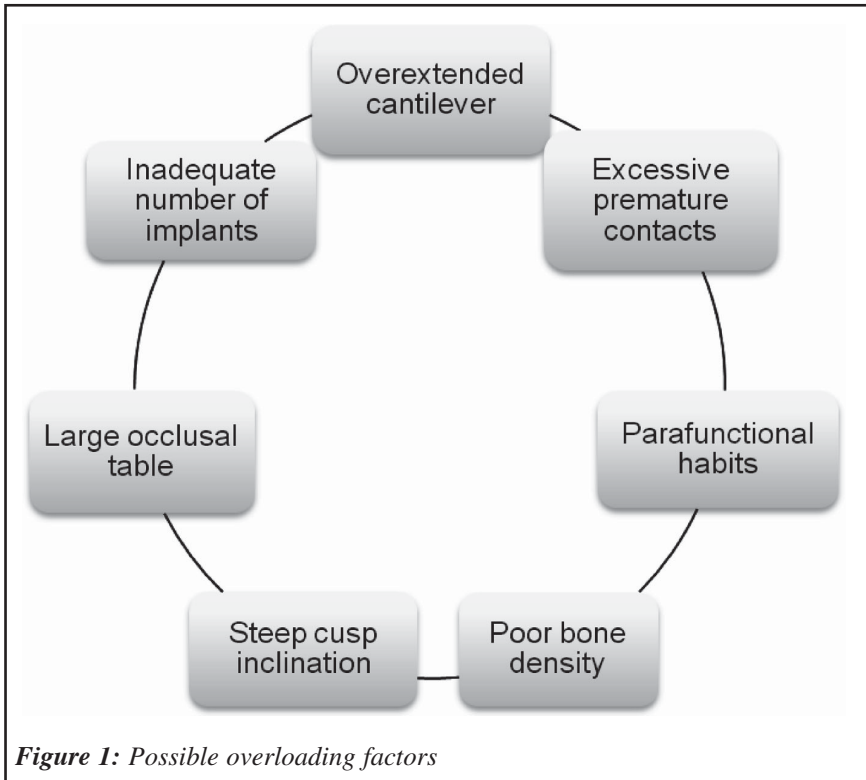 Overextended
cantilever
Excessive
premature
contacts
Parafunctional
habits
Poor bone
density
Steep cusp
inclination
Large occlusal
table
Inadequate
number of
implants
Figure 1: Possible overloading factors